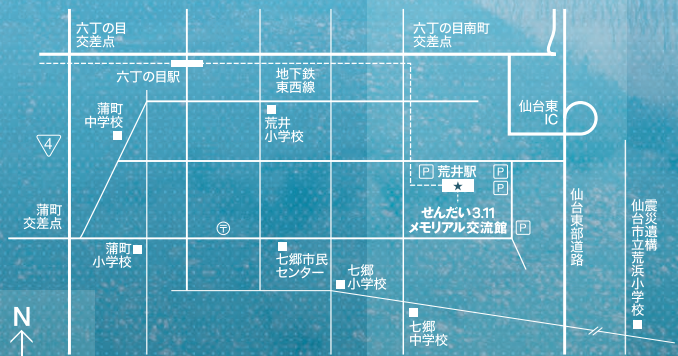 六丁の目
交差点
六丁の目南町
交差点
六丁の目駅
地下鉄
東西線
蒲町
中学校
荒井
小学校
仙台東
IC
4
P
荒井駅
P
P
せんだい3.11
メモリアル交流館
P
蒲町
交差点
〒
蒲町
小学校
七郷市民
センター
七郷
小学校
七郷
中学校
仙台東部道路
震災遺構
仙台市立荒浜小学校
N